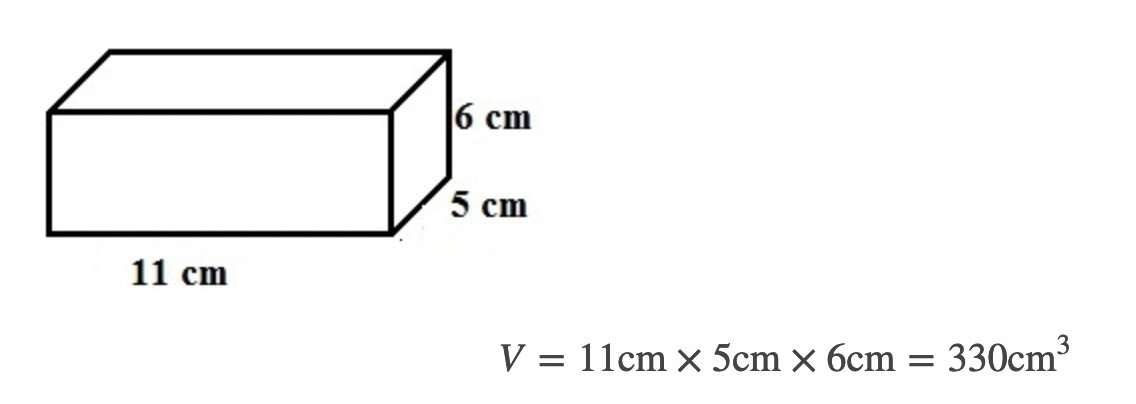 6 cm
5 cm
11 cm
V = 11cm × 5cm × 6cm = 330cm³